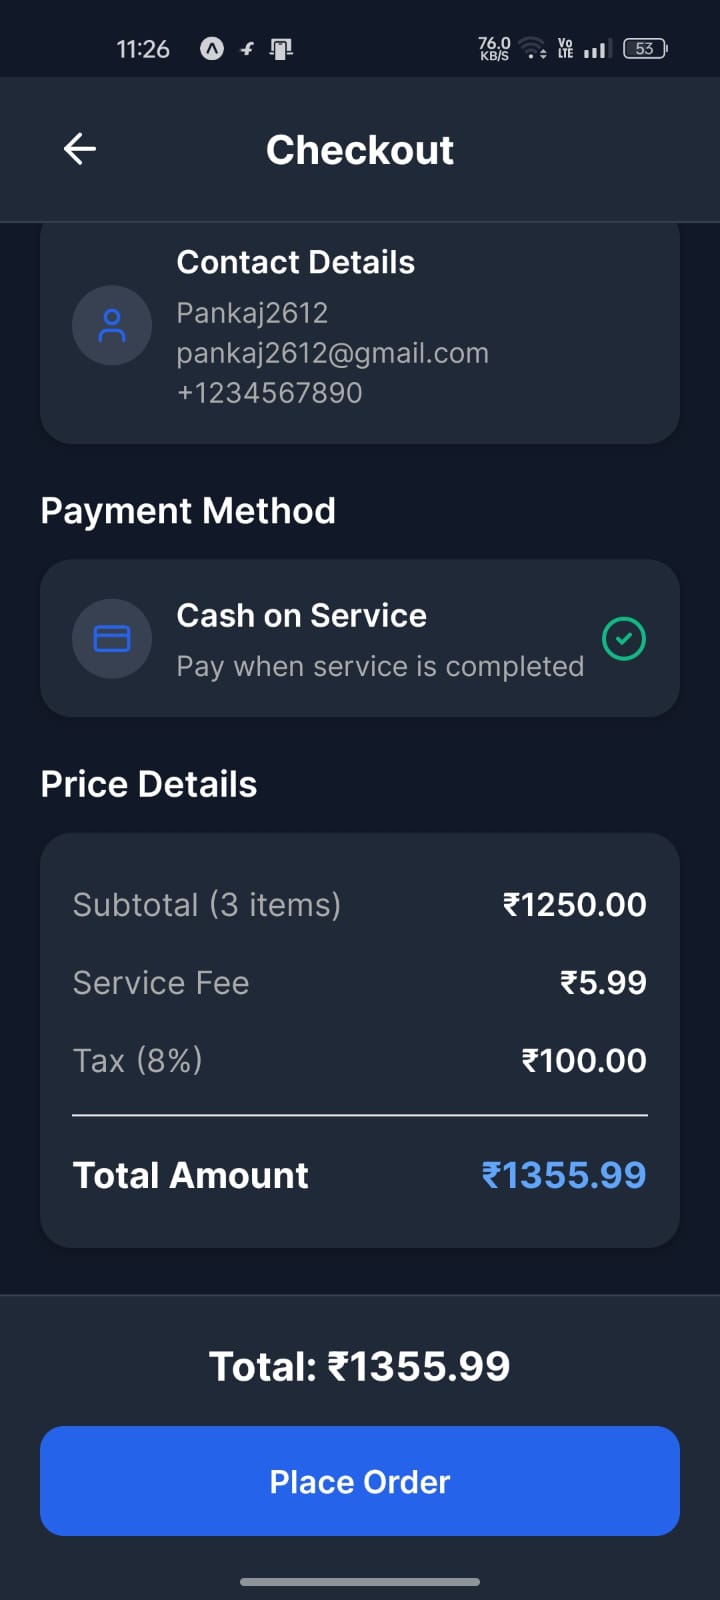 11:26
76.0 KB/S
Vo LTE
53
Checkout
Contact Details
Pankaj2612
pankaj2612@gmail.com
+1234567890
Payment Method
Cash on Service
Pay when service is completed
Price Details
Subtotal (3 items) ₹1250.00
Service Fee ₹5.99
Tax (8%) ₹100.00
Total Amount ₹1355.99
Total: ₹1355.99
Place Order